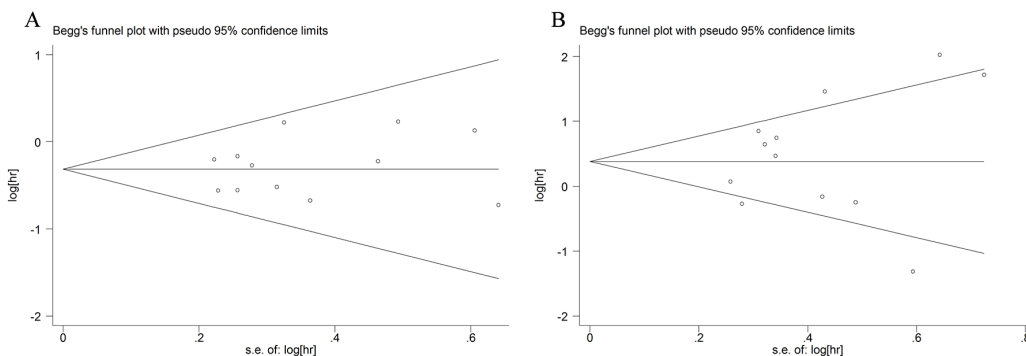 A
Begg's funnel plot with pseudo 95% confidence limits
1
0
-1
-2
log[hr]
0
.2
.4
.6
s.e. of: log[hr]
B
Begg's funnel plot with pseudo 95% confidence limits
2
1
0
-1
-2
log[hr]
0
.2
.4
.6
.8
s.e. of: log[hr]